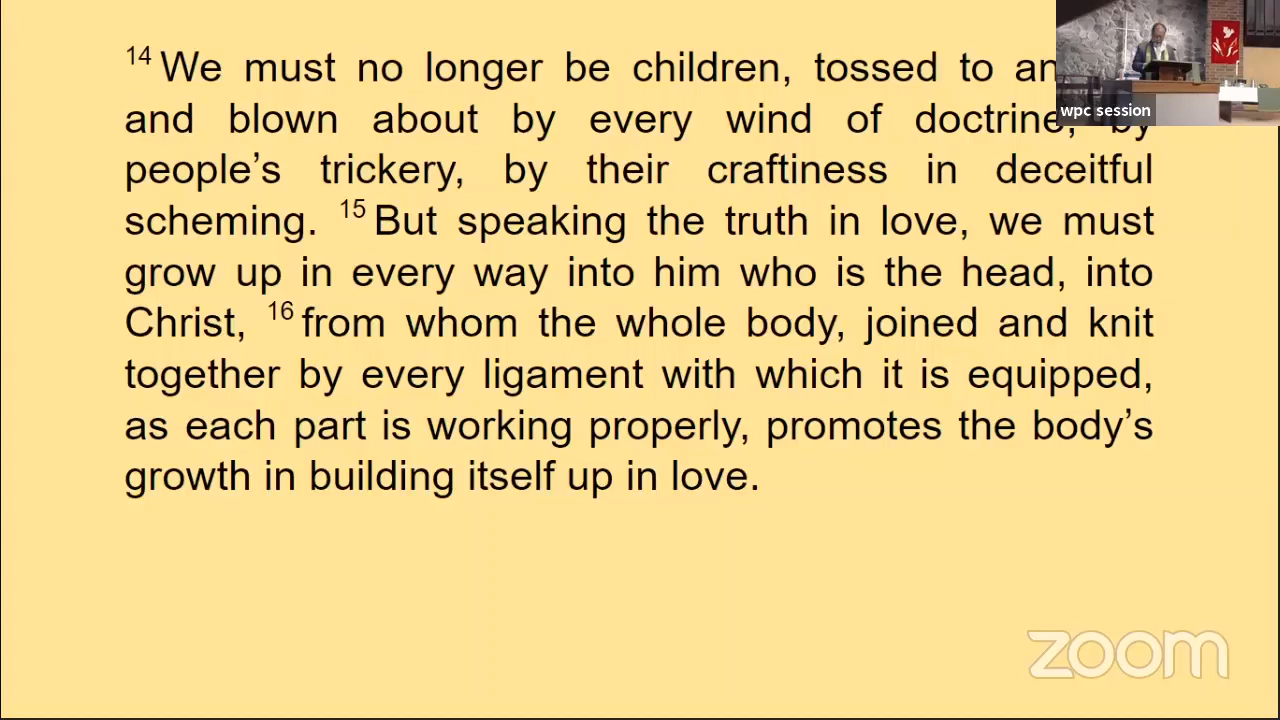 14 We must no longer be children, tossed to
and blown about by every wind of doctrine, by
people’s trickery, by their craftiness in deceitful
scheming. 15 But speaking the truth in love, we must
grow up in every way into him who is the head, into
Christ, 16 from whom the whole body, joined and knit
together by every ligament with which it is equipped,
as each part is working properly, promotes the body’s
growth in building itself up in love.
wpc session
zoom